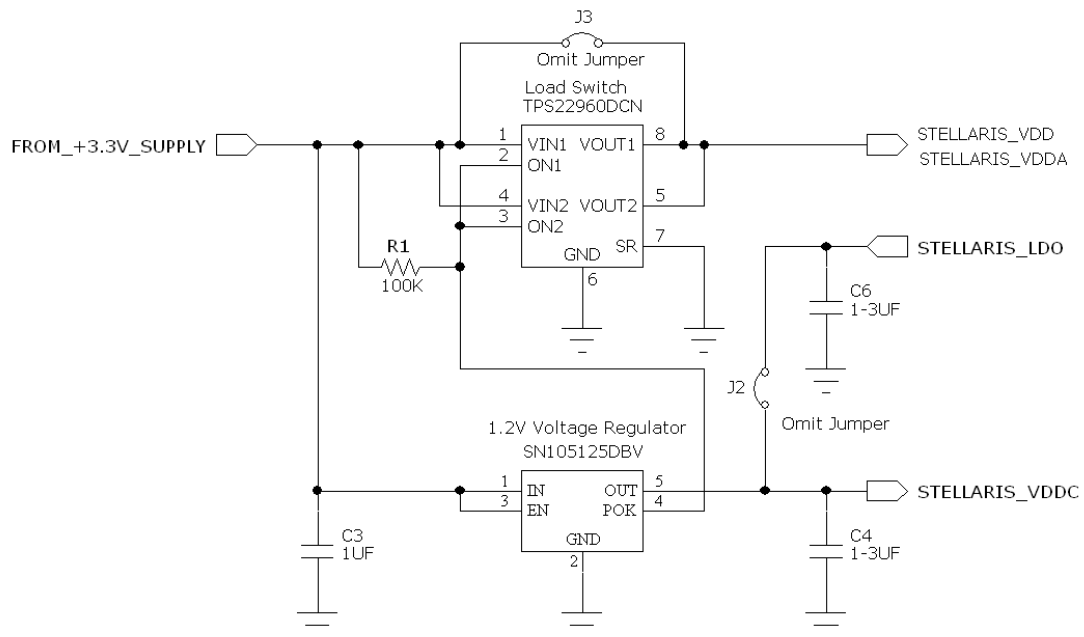 J3
Omit Jumper
Load Switch
TPS22960DCN
FROM_+3.3V_SUPPLY
1
VIN1
VOUT1
8
2
ON1
4
VIN2
VOUT2
5
3
ON2
SR
7
GND
6
R1
100K
STELLARIS_VDD
STELLARIS_VDDA
STELLARIS_LDO
C6
1-3UF
J2
Omit Jumper
1.2V Voltage Regulator
SN105125DBV
1
IN
OUT
5
3
EN
POK
4
GND
2
STELLARIS_VDDC
C3
1UF
C4
1-3UF